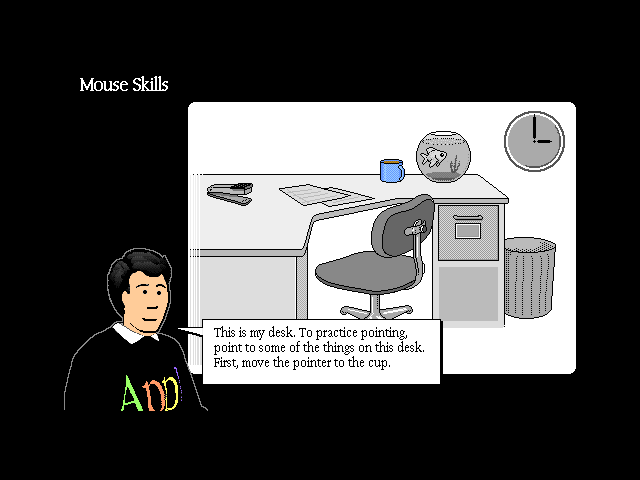 Mouse Skills
This is my desk. To practice pointing,
point to some of the things on this desk.
First, move the pointer to the cup.
App